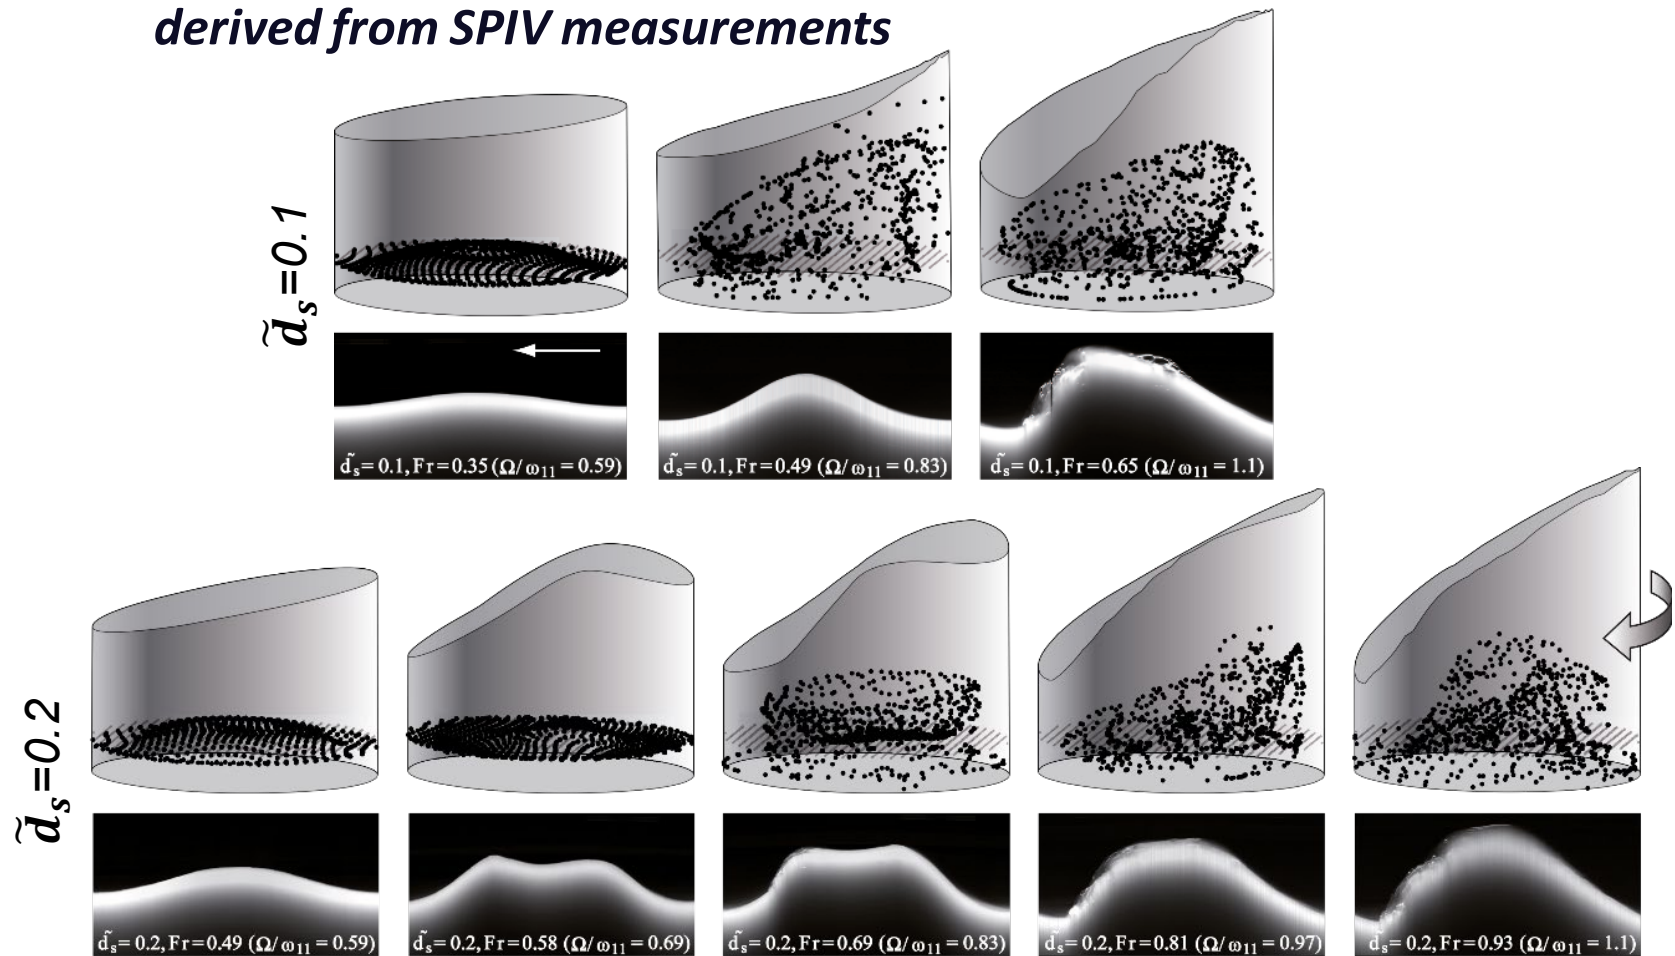 derived from SPIV measurements
d̃ₛ=0.1
d̃ₛ= 0.1, Fr=0.35 (Ω/ω₁₁ = 0.59)
d̃ₛ= 0.1, Fr=0.49 (Ω/ω₁₁ = 0.83)
d̃ₛ= 0.1, Fr=0.65 (Ω/ω₁₁ = 1.1)
d̃ₛ=0.2
d̃ₛ= 0.2, Fr=0.49 (Ω/ω₁₁ = 0.59)
d̃ₛ= 0.2, Fr=0.58 (Ω/ω₁₁ = 0.69)
d̃ₛ= 0.2, Fr=0.69 (Ω/ω₁₁ = 0.83)
d̃ₛ= 0.2, Fr=0.81 (Ω/ω₁₁ = 0.97)
d̃ₛ= 0.2, Fr=0.93 (Ω/ω₁₁ = 1.1)